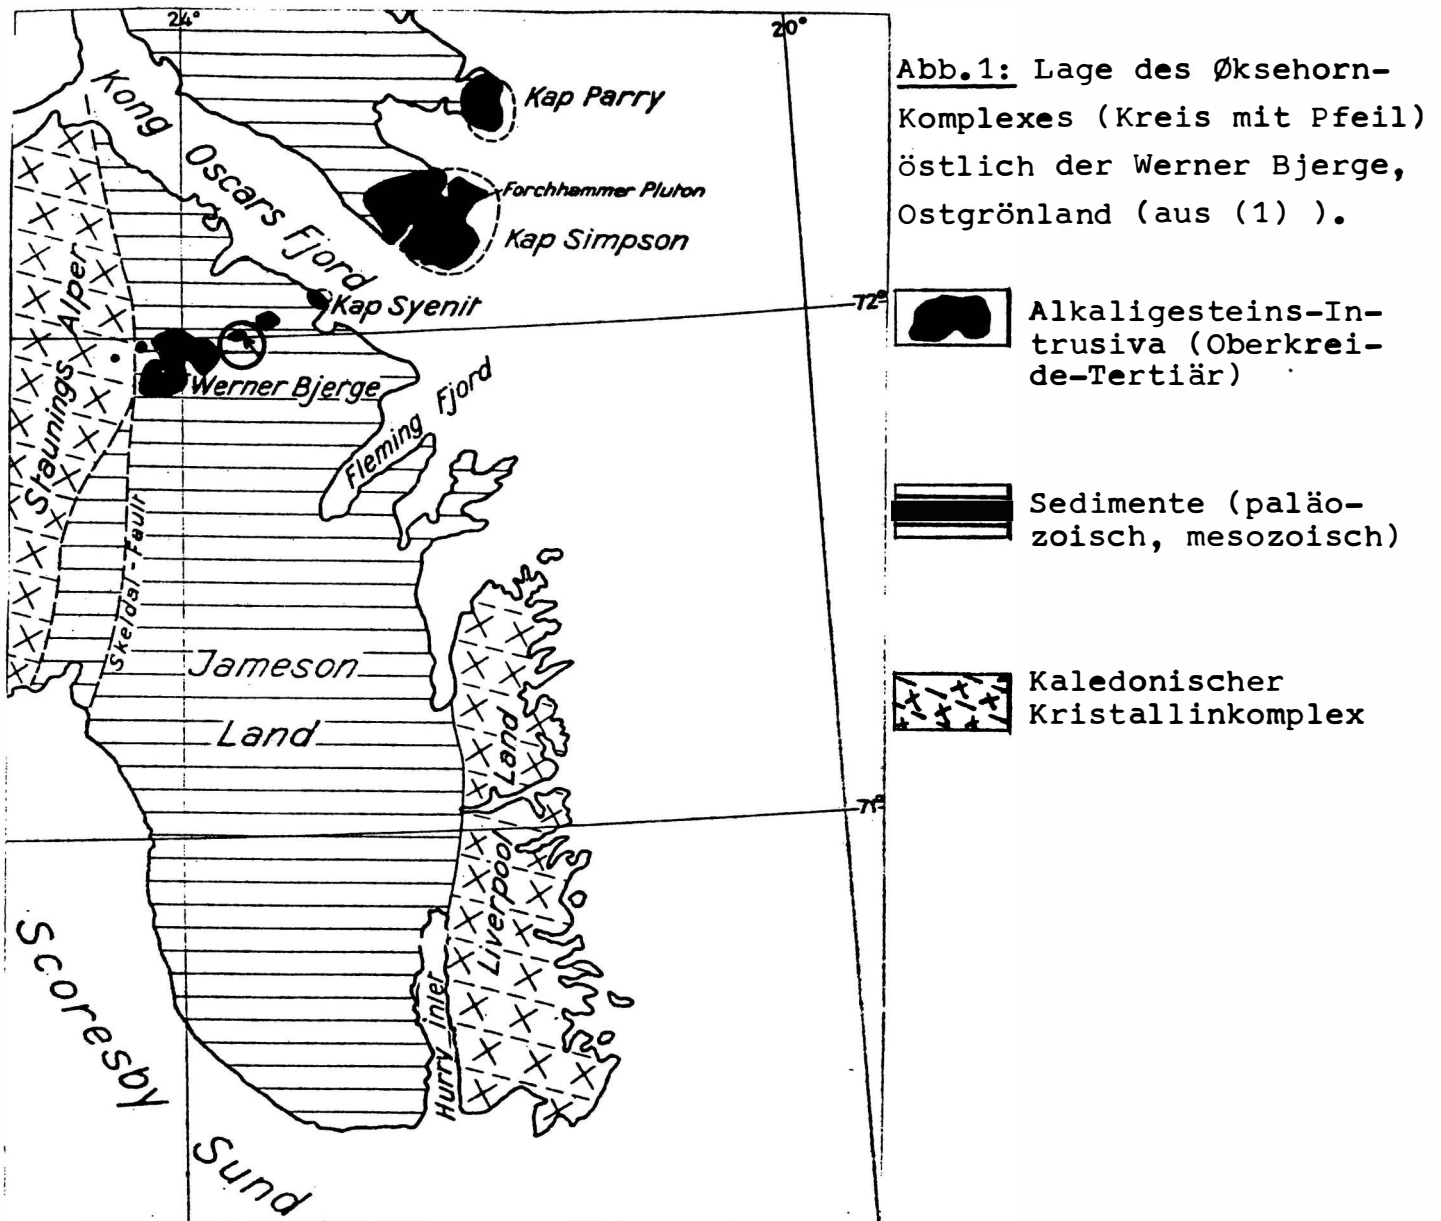 24°
20°
Kong Oscars Fjord
Kap Parry
Forchhammer Pluton
Kap Simpson
Kap Syenit
72°
Werner Bjerge
Staunings Alper
Fleming Fjord
Skeldal-Fault
Jameson
Land
71°
Liverpool Land
Hurry inlet
Scoresby
Sund
Abb.1: Lage des Øksehorn-
Komplexes (Kreis mit Pfeil)
östlich der Werner Bjerge,
Ostgrönland (aus (1) ).
Alkaligesteins-In-
trusiva (Oberkrei-
de-Tertiär)
Sedimente (paläo-
zoisch, mesozoisch)
Kaledonischer
Kristallinkomplex